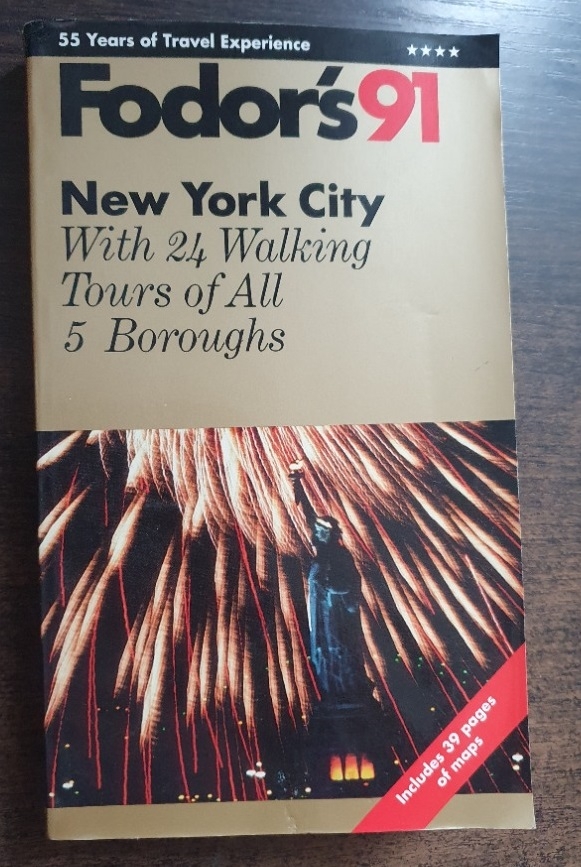 55 Years of Travel Experience ★★★★
Fodor's91
New York City
With 24 Walking
Tours of All
5 Boroughs
Includes 39 pages
of maps